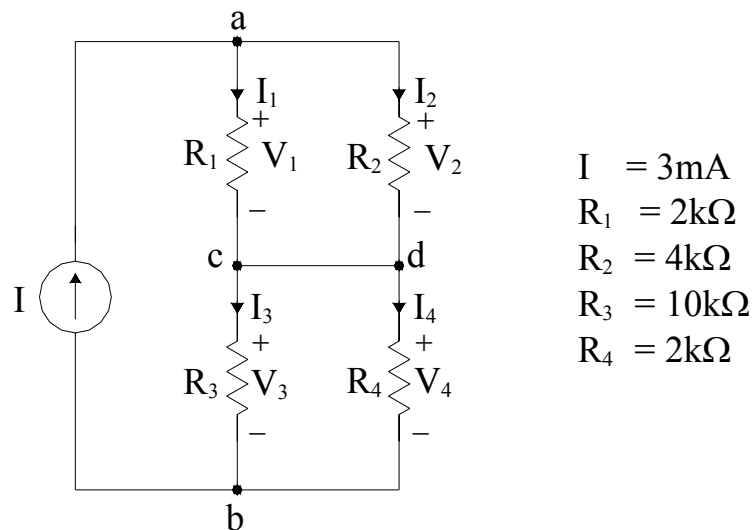 a
I₁ I₂
+ +
R₁ V₁ R₂ V₂
− −
c d
I
I₃ I₄
+ +
R₃ V₃ R₄ V₄
− −
b
I = 3mA
R₁ = 2kΩ
R₂ = 4kΩ
R₃ = 10kΩ
R₄ = 2kΩ